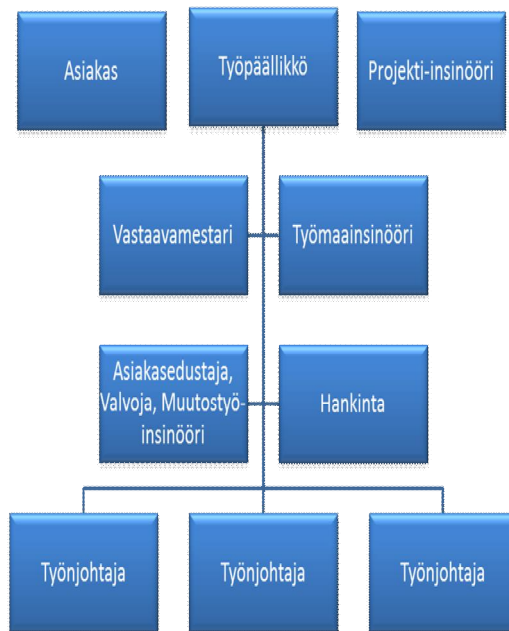 Asiakas
Työpäällikkö
Projekti-insinööri
Vastaavamestari
Työmaainsinööri
Asiakasedustaja,
Valvoja, Muutostyö-
insinööri
Hankinta
Työnjohtaja
Työnjohtaja
Työnjohtaja